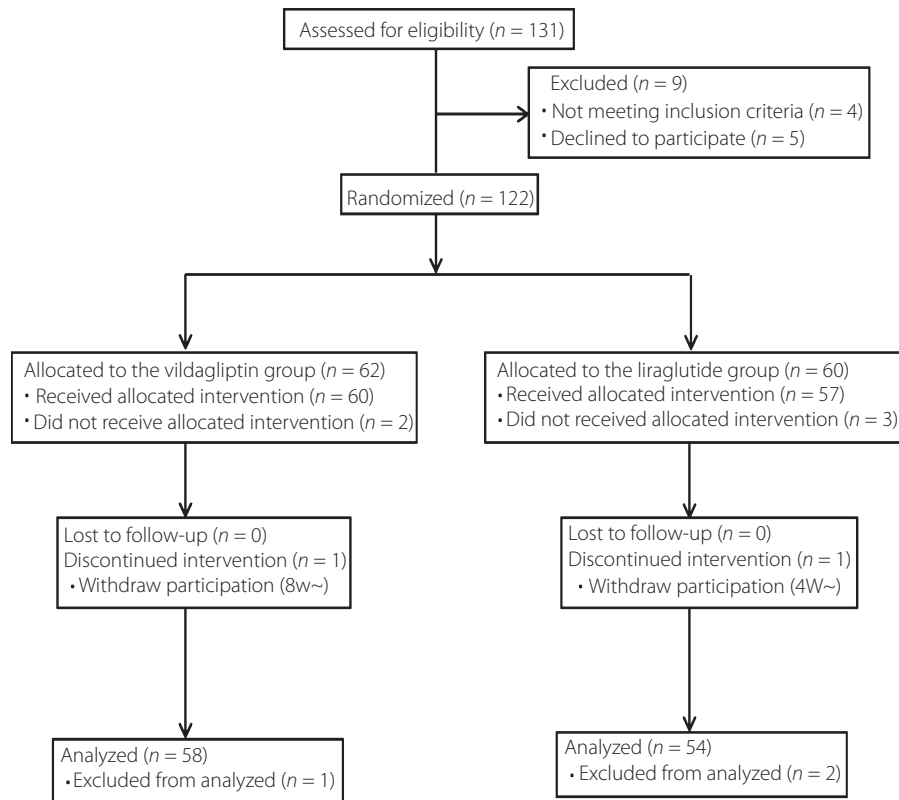 Assessed for eligibility (n = 131)
Excluded (n = 9)
• Not meeting inclusion criteria (n = 4)
• Declined to participate (n = 5)
Randomized (n = 122)
Allocated to the vildagliptin group (n = 62)
• Received allocated intervention (n = 60)
• Did not receive allocated intervention (n = 2)
Allocated to the liraglutide group (n = 60)
• Received allocated intervention (n = 57)
• Did not received allocated intervention (n = 3)
Lost to follow-up (n = 0)
Discontinued intervention (n = 1)
• Withdraw participation (8w~)
Lost to follow-up (n = 0)
Discontinued intervention (n = 1)
• Withdraw participation (4W~)
Analyzed (n = 58)
• Excluded from analyzed (n = 1)
Analyzed (n = 54)
• Excluded from analyzed (n = 2)